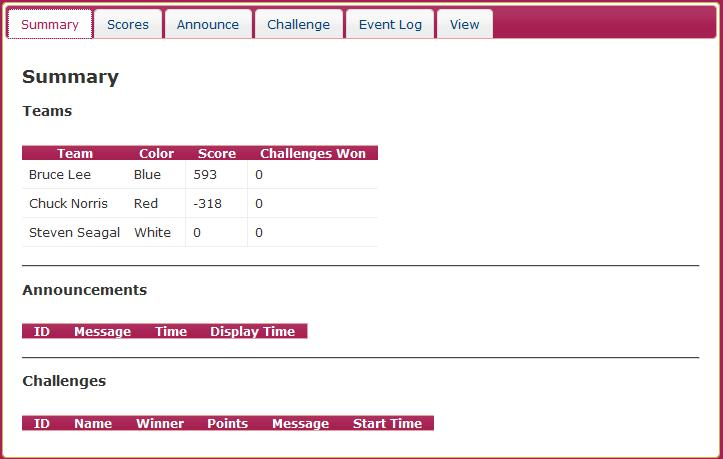 Summary Scores Announce Challenge Event Log View
Summary
Teams
Team Color Score Challenges Won
Bruce Lee Blue 593 0
Chuck Norris Red -318 0
Steven Seagal White 0 0
Announcements
ID Message Time Display Time
Challenges
ID Name Winner Points Message Start Time